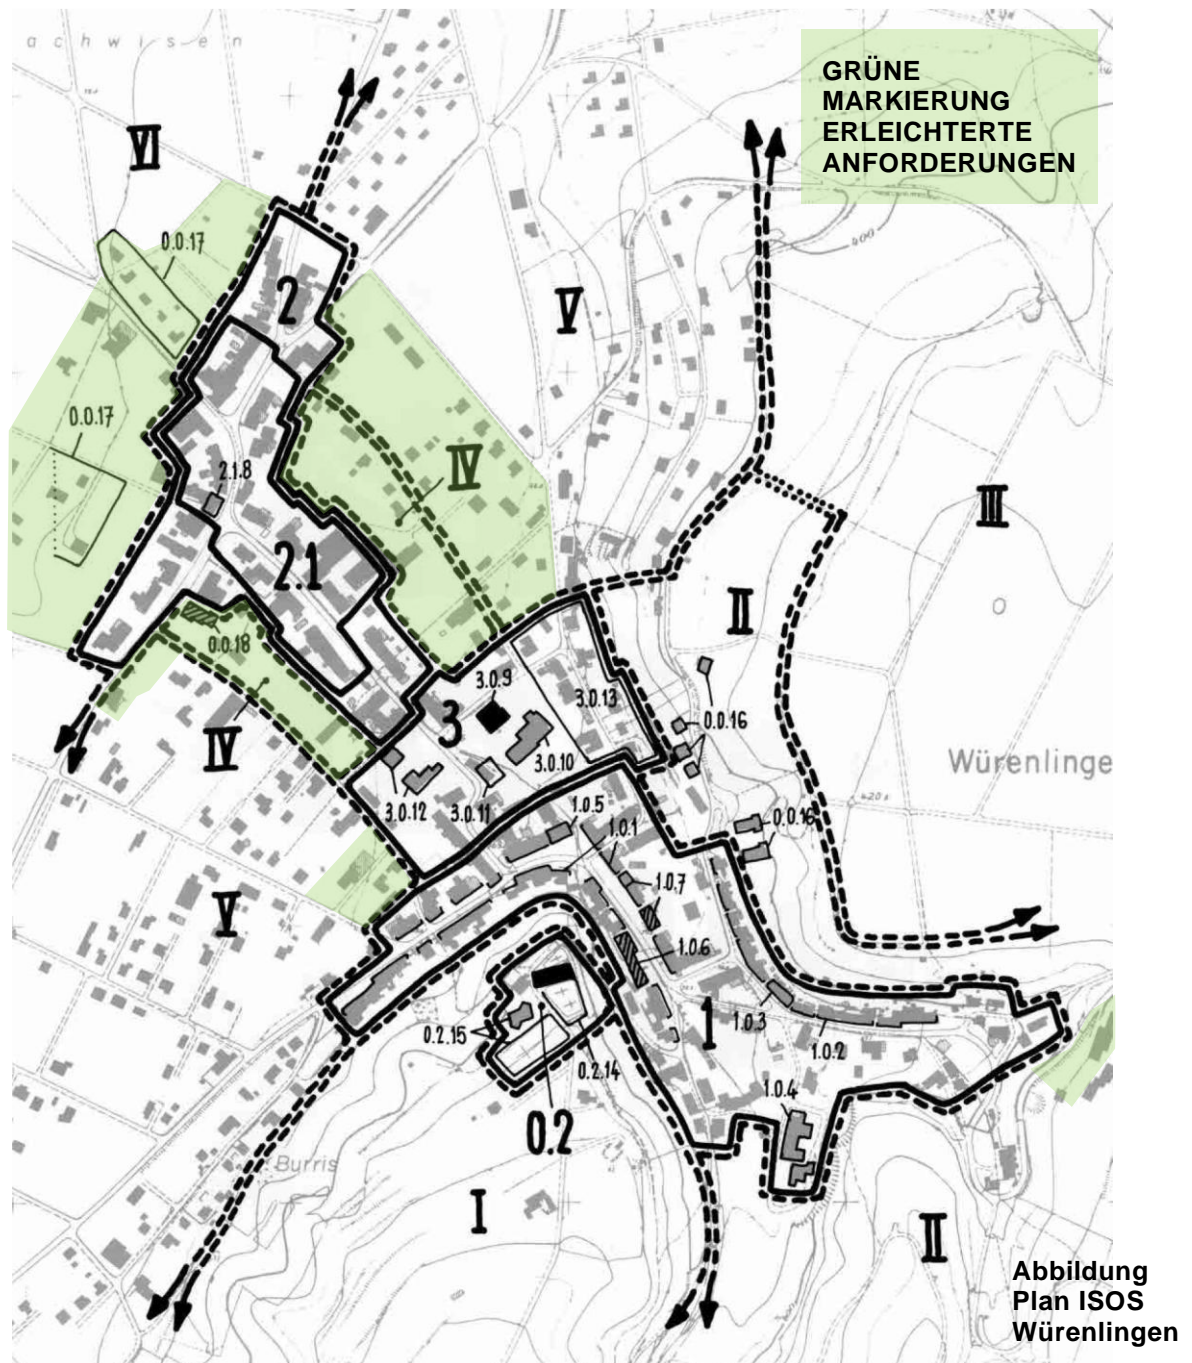 achwisen
GRÜNE
MARKIERUNG
ERLEICHTERTE
ANFORDERUNGEN
VI
400
0.0.17
2
V
0.0.17
IV
2.1.8
III
2.1
II
0.0.18
3.0.9
3.0.13
3
0.0.16
IV
3.0.10
Würenlinge
3.0.12
3.0.11
1.0.5
1.0.1
0.0.16
1.0.7
V
1.0.6
1.0.3
1
0.2.15
1.0.2
0.2.14
1.0.4
0.2
Burris
I
II
Abbildung
Plan ISOS
Würenlingen